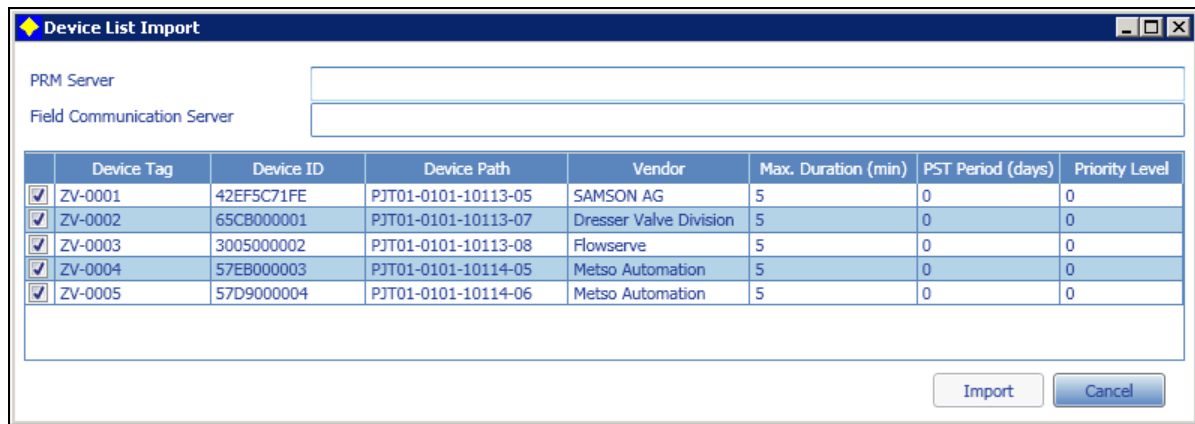 Device List Import
PRM Server
Field Communication Server
Device Tag Device ID Device Path Vendor Max. Duration (min) PST Period (days) Priority Level
ZV-0001 42EF5C71FE PJT01-0101-10113-05 SAMSON AG 5 0 0
ZV-0002 65CB000001 PJT01-0101-10113-07 Dresser Valve Division 5 0 0
ZV-0003 3005000002 PJT01-0101-10113-08 Flowserve 5 0 0
ZV-0004 57EB000003 PJT01-0101-10114-05 Metso Automation 5 0 0
ZV-0005 57D9000004 PJT01-0101-10114-06 Metso Automation 5 0 0
Import Cancel